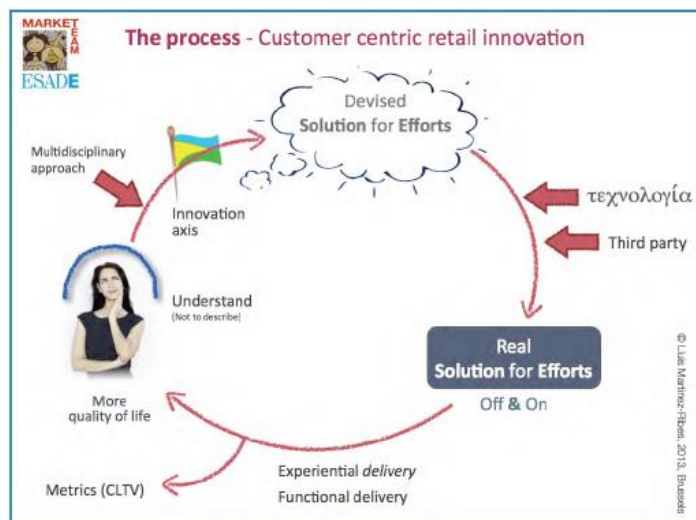 MARKET
TEAM
ESADE
The process - Customer centric retail innovation
Devised
Solution for Efforts
Multidisciplinary
approach
Innovation
axis
τεχνολογία
Third party
Understand
(Not to describe)
Real
Solution for Efforts
Off & On
More
quality of life
Experiential delivery
Functional delivery
Metrics (CLTV)
© Lluis Martinez-Ribes, 2013, Brussels